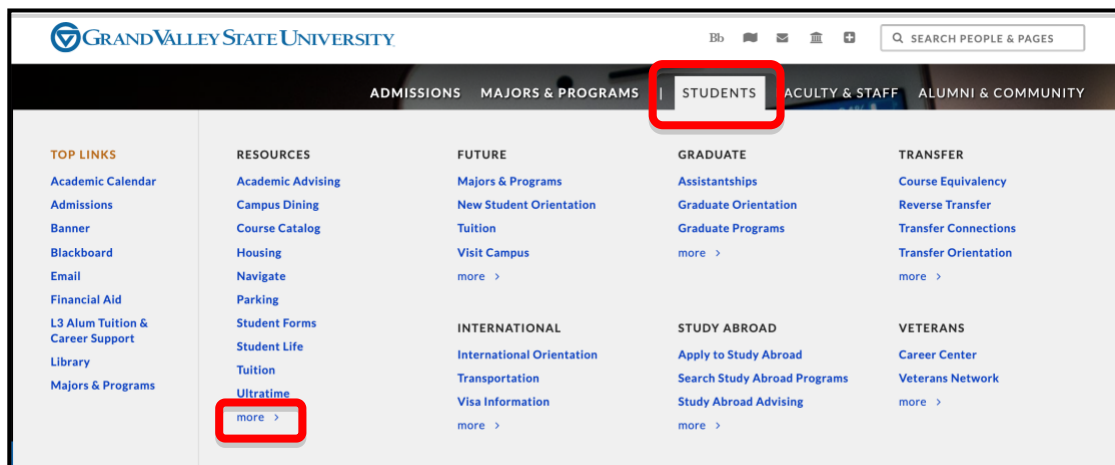 GRAND VALLEY STATE UNIVERSITY
Bb
SEARCH PEOPLE & PAGES
ADMISSIONS MAJORS & PROGRAMS | STUDENTS FACULTY & STAFF ALUMNI & COMMUNITY
TOP LINKS
Academic Calendar
Admissions
Banner
Blackboard
Email
Financial Aid
L3 Alum Tuition &
Career Support
Library
Majors & Programs
RESOURCES
Academic Advising
Campus Dining
Course Catalog
Housing
Navigate
Parking
Student Forms
Student Life
Tuition
Ultratime
more >
FUTURE
Majors & Programs
New Student Orientation
Tuition
Visit Campus
more >
GRADUATE
Assistantships
Graduate Orientation
Graduate Programs
more >
TRANSFER
Course Equivalency
Reverse Transfer
Transfer Connections
Transfer Orientation
more >
INTERNATIONAL
International Orientation
Transportation
Visa Information
more >
STUDY ABROAD
Apply to Study Abroad
Search Study Abroad Programs
Study Abroad Advising
more >
VETERANS
Career Center
Veterans Network
more >